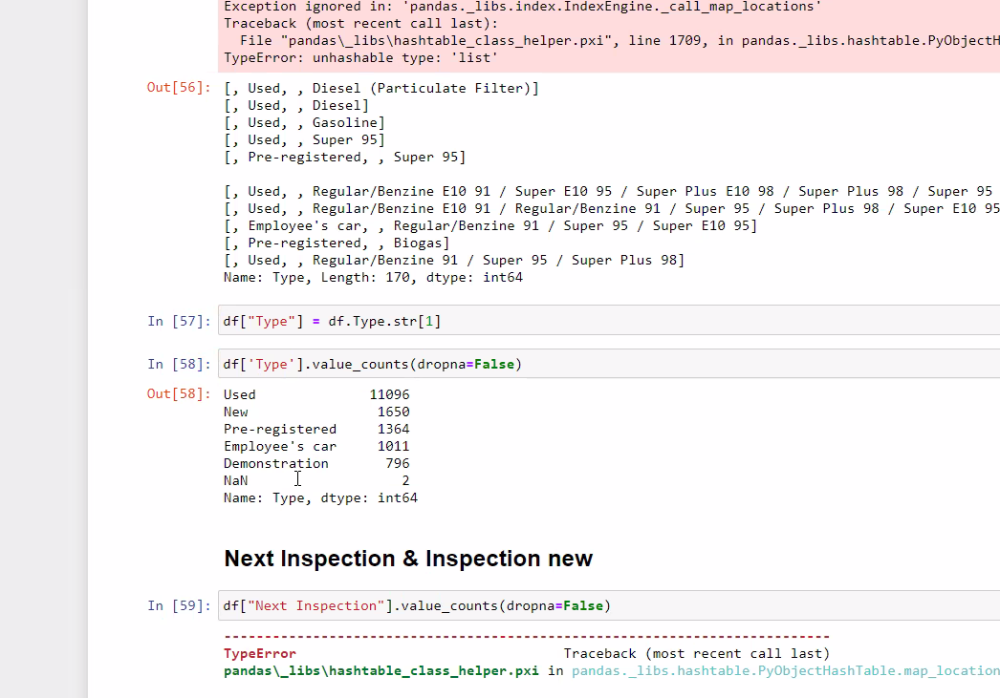 Exception ignored in: 'pandas._libs.index.IndexEngine._call_map_locations'
Traceback (most recent call last):
  File "pandas\_libs\hashtable_class_helper.pxi", line 1709, in pandas._libs.hashtable.PyObjectH
TypeError: unhashable type: 'list'
Out[56]: [, Used, , Diesel (Particulate Filter)]
[, Used, , Diesel]
[, Used, , Gasoline]
[, Used, , Super 95]
[, Pre-registered, , Super 95]
[, Used, , Regular/Benzine E10 91 / Super E10 95 / Super Plus E10 98 / Super Plus 98 / Super 95
[, Used, , Regular/Benzine E10 91 / Regular/Benzine 91 / Super 95 / Super Plus 98 / Super E10 95
[, Employee's car, , Regular/Benzine 91 / Super 95 / Super E10 95]
[, Pre-registered, , Biogas]
[, Used, , Regular/Benzine 91 / Super 95 / Super Plus 98]
Name: Type, Length: 170, dtype: int64
In [57]: df["Type"] = df.Type.str[1]
In [58]: df['Type'].value_counts(dropna=False)
Out[58]: Used 11096
New 1650
Pre-registered 1364
Employee's car 1011
Demonstration 796
NaN 2
Name: Type, dtype: int64
Next Inspection & Inspection new
In [59]: df["Next Inspection"].value_counts(dropna=False)
---------------------------------------------------------------------------
TypeError Traceback (most recent call last)
pandas\_libs\hashtable_class_helper.pxi in pandas._libs.hashtable.PyObjectHashTable.map_location